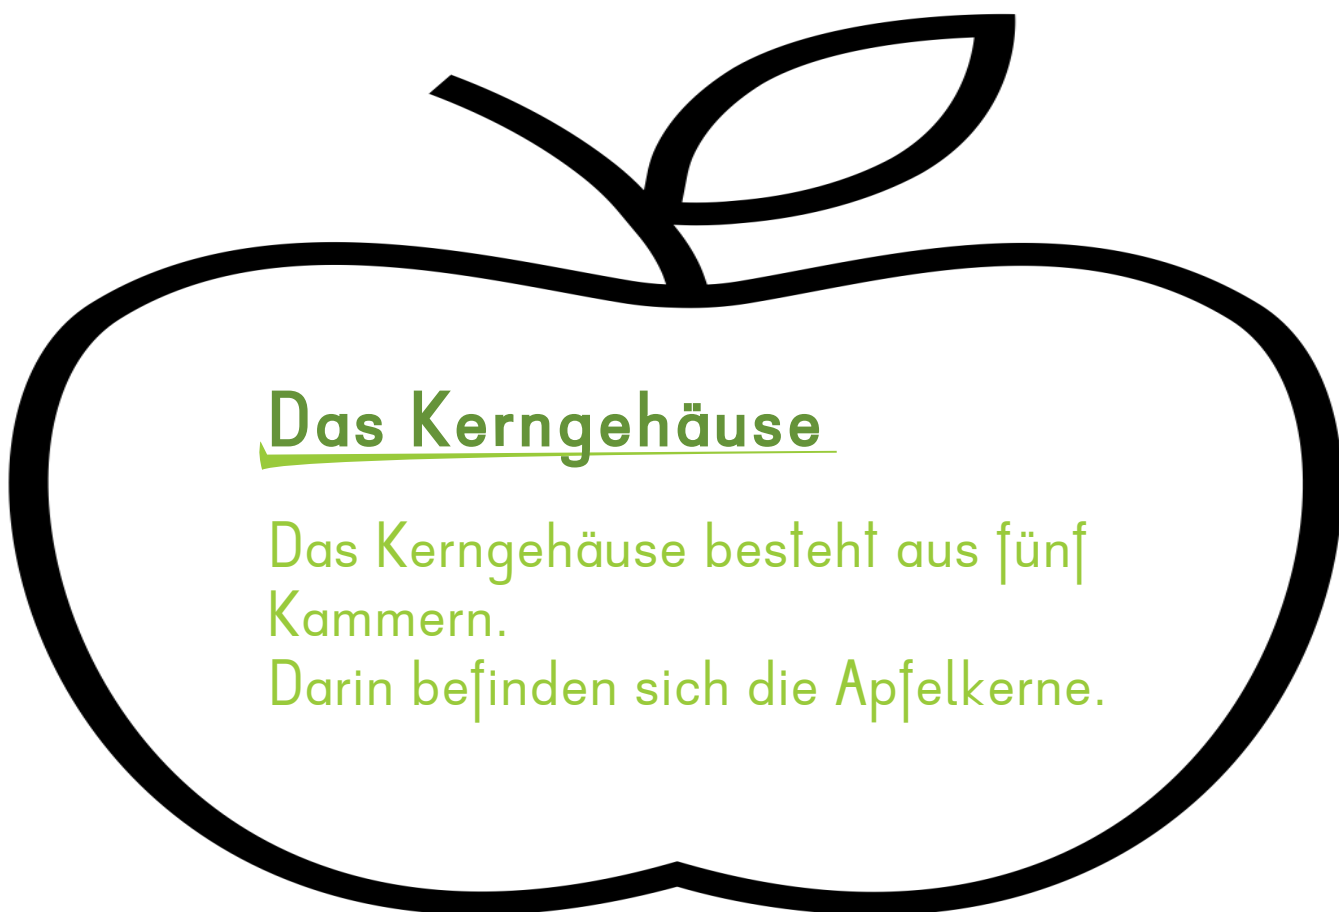 Das Kerngehäuse
Das Kerngehäuse besteht aus fünf
Kammern.
Darin befinden sich die Apfelkerne.